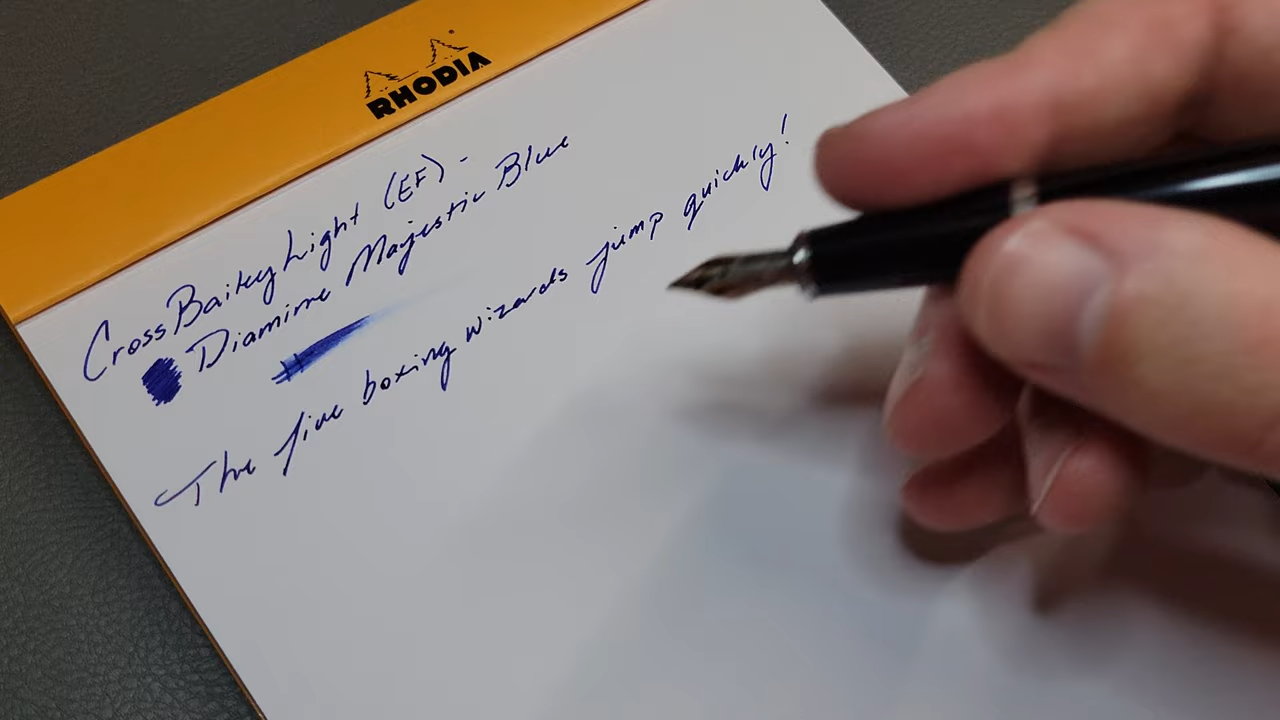 RHODIA
Cross Bailey Light (EF) -
Diamine Majestic Blue
The five boxing wizards jump quickly!